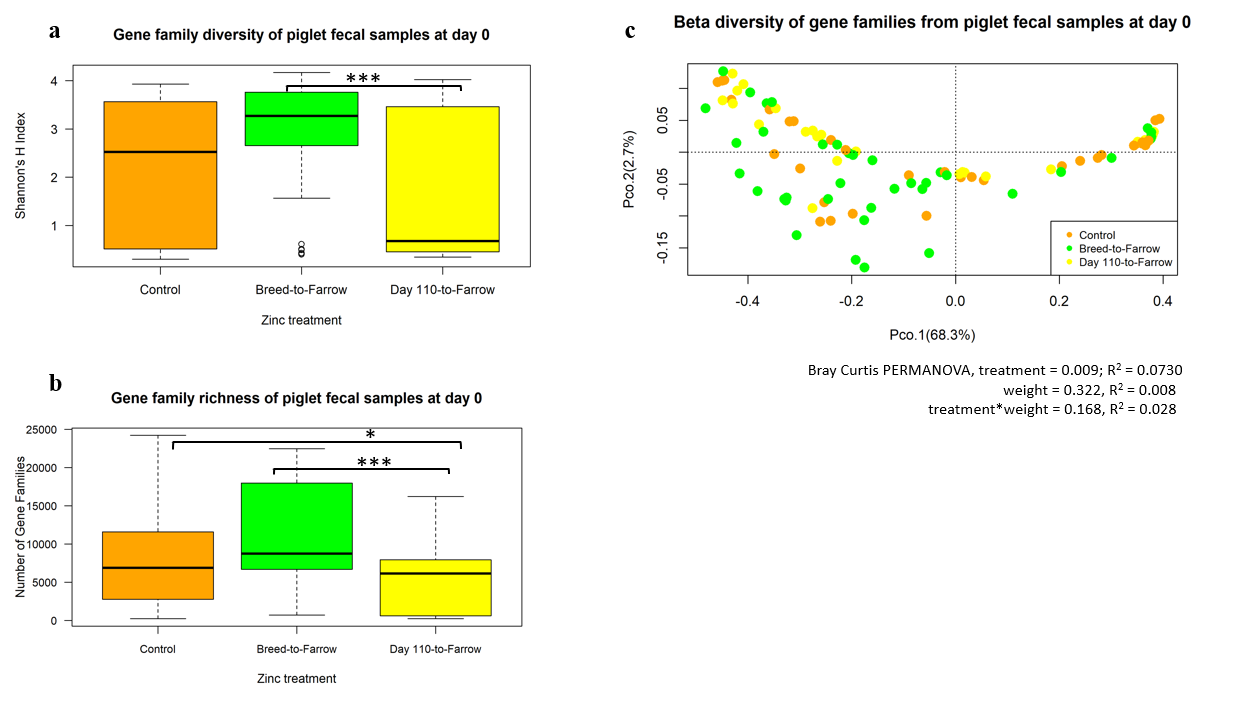 a
Gene family diversity of piglet fecal samples at day 0
***
4
3
2
1
Shannon's H Index
Control
Breed-to-Farrow
Day 110-to-Farrow
Zinc treatment
b
Gene family richness of piglet fecal samples at day 0
*
***
25000
20000
15000
10000
5000
0
Number of Gene Families
Control
Breed-to-Farrow
Day 110-to-Farrow
Zinc treatment
c
Beta diversity of gene families from piglet fecal samples at day 0
0.05
-0.05
-0.15
Pco.2(2.7%)
Control
Breed-to-Farrow
Day 110-to-Farrow
-0.4
-0.2
0.0
0.2
0.4
Pco.1(68.3%)
Bray Curtis PERMANOVA, treatment = 0.009; R² = 0.0730
weight = 0.322, R² = 0.008
treatment*weight = 0.168, R² = 0.028